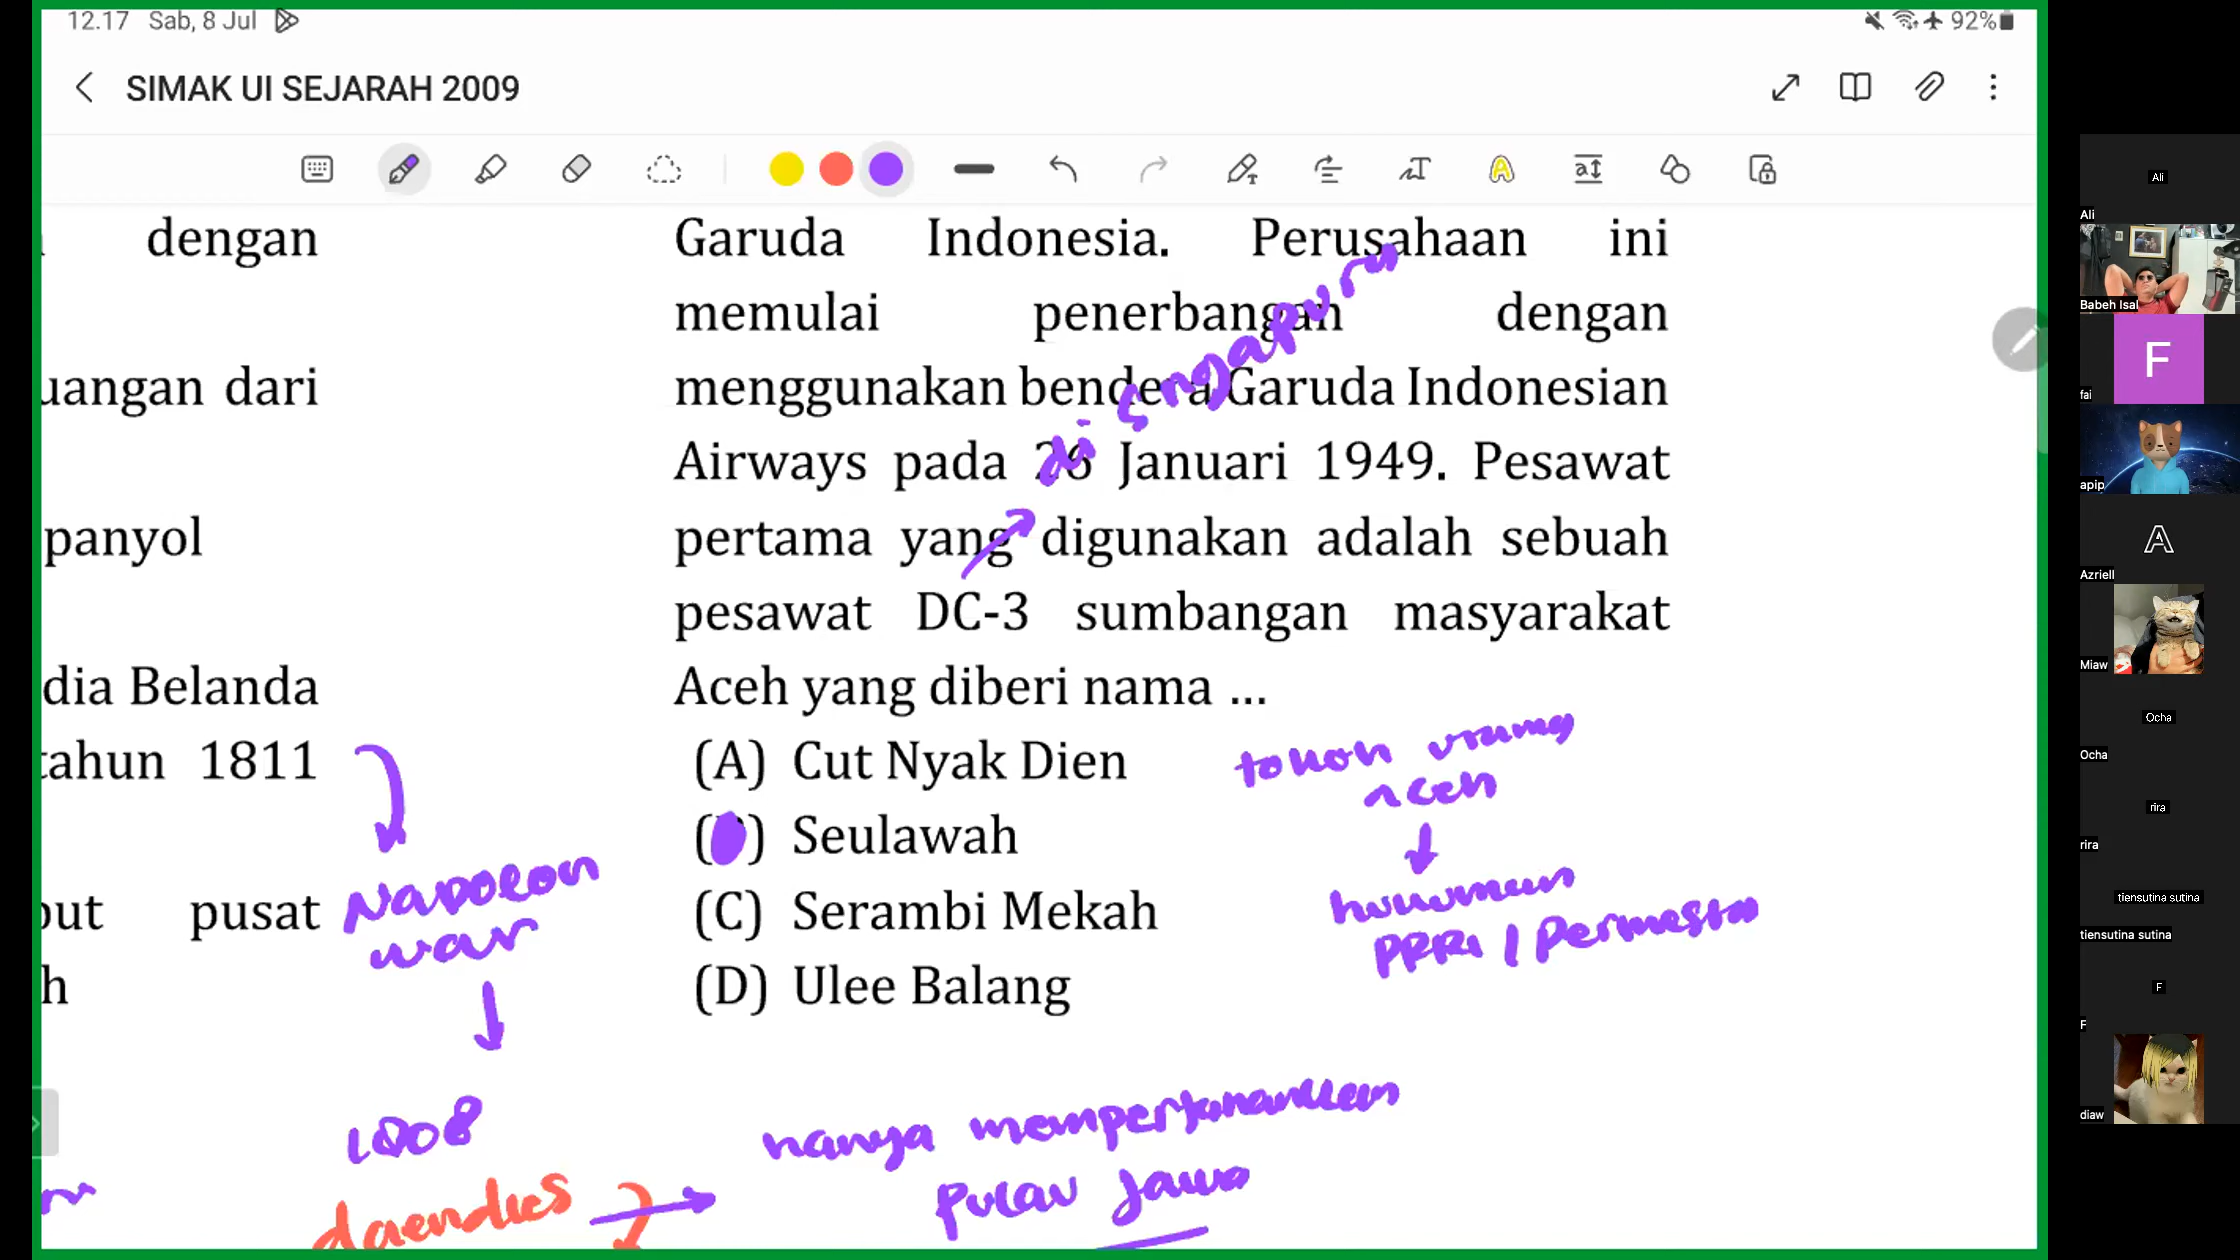 12.17 Sab, 8 Jul
92%
SIMAK UI SEJARAH 2009
dengan
uangan dari
panyol
dia Belanda
tahun 1811
out pusat
h
Garuda Indonesia. Perusahaan ini
memulai penerbangan dengan
menggunakan bendera Garuda Indonesian
Airways pada 26 Januari 1949. Pesawat
pertama yang digunakan adalah sebuah
pesawat DC-3 sumbangan masyarakat
Aceh yang diberi nama ...
(A) Cut Nyak Dien
(B) Seulawah
(C) Serambi Mekah
(D) Ulee Balang
di sngapura
tokoh orang
aceh
hukuman
PRRI / Permesta
Napoleon
war
1808
daendles
hanya mempertahankan
pulau Jawa
Ali
Ali
Babeh Isal
F
fai
apip
A
Azriell
Miaw
Ocha
Ocha
rira
rira
tiensutina sutina
tiensutina sutina
F
F
diaw